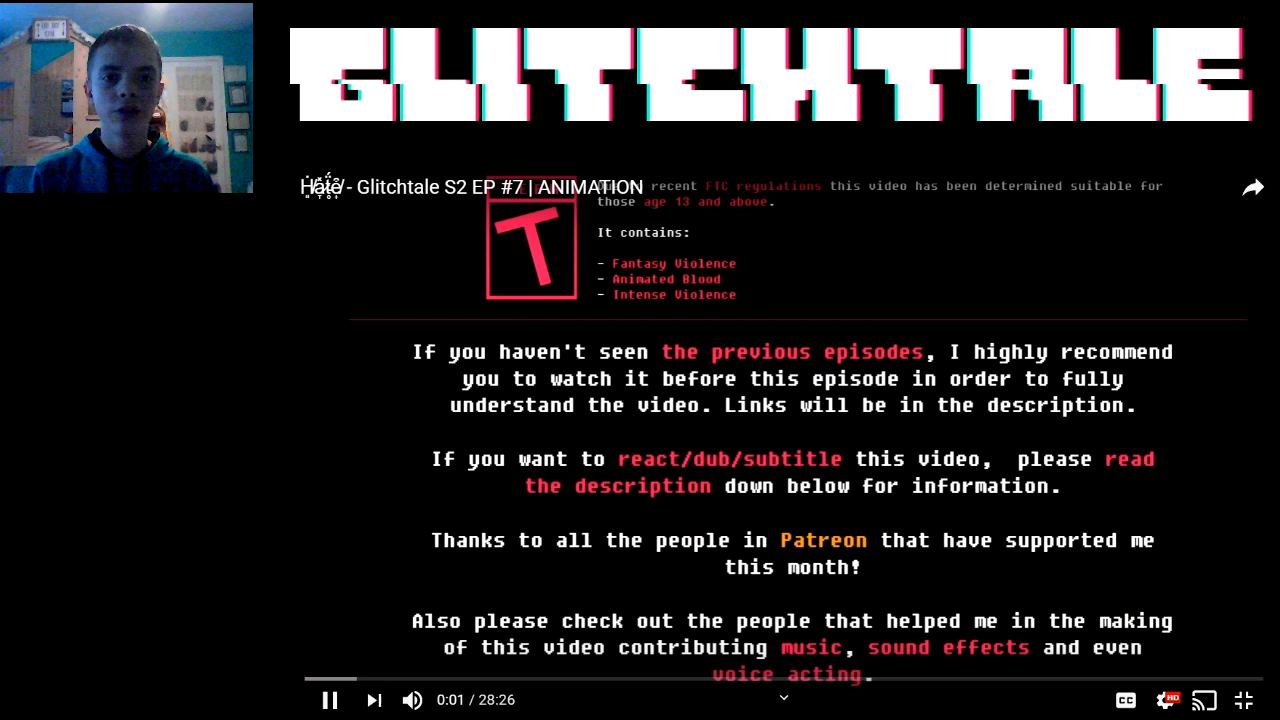 GLITCHTALE
Hate - Glitchtale S2 EP #7 | ANIMATION
recent FTC regulations this video has been determined suitable for
those age 13 and above.
T
It contains:
- Fantasy Violence
- Animated Blood
- Intense Violence
If you haven't seen the previous episodes, I highly recommend
you to watch it before this episode in order to fully
understand the video. Links will be in the description.
If you want to react/dub/subtitle this video, please read
the description down below for information.
Thanks to all the people in Patreon that have supported me
this month!
Also please check out the people that helped me in the making
of this video contributing music, sound effects and even
voice acting.
0:01 / 28:26
CC
HD